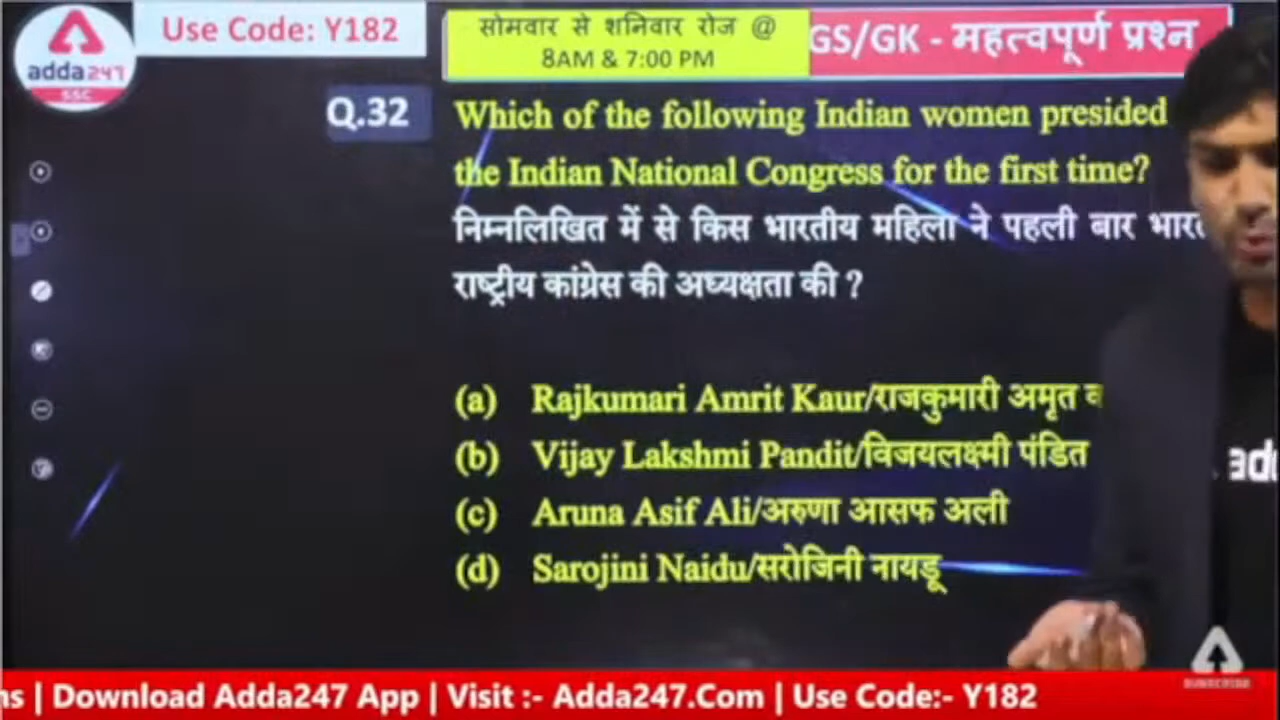 adda247
SSC
Use Code: Y182
सोमवार से शनिवार रोज @
8AM & 7:00 PM
GS/GK - महत्वपूर्ण प्रश्न
Q.32
Which of the following Indian women presided
the Indian National Congress for the first time?
निम्नलिखित में से किस भारतीय महिला ने पहली बार
राष्ट्रीय कांग्रेस की अध्यक्षता की ?
(a) Rajkumari Amrit Kaur/राजकुमारी अमृत
(b) Vijay Lakshmi Pandit/विजयलक्ष्मी पंडित
(c) Aruna Asif Ali/अरुणा आसफ अली
(d) Sarojini Naidu/सरोजिनी नायडू
SUBSCRIBE
| Download Adda247 App | Visit :- Adda247.Com | Use Code:- Y182